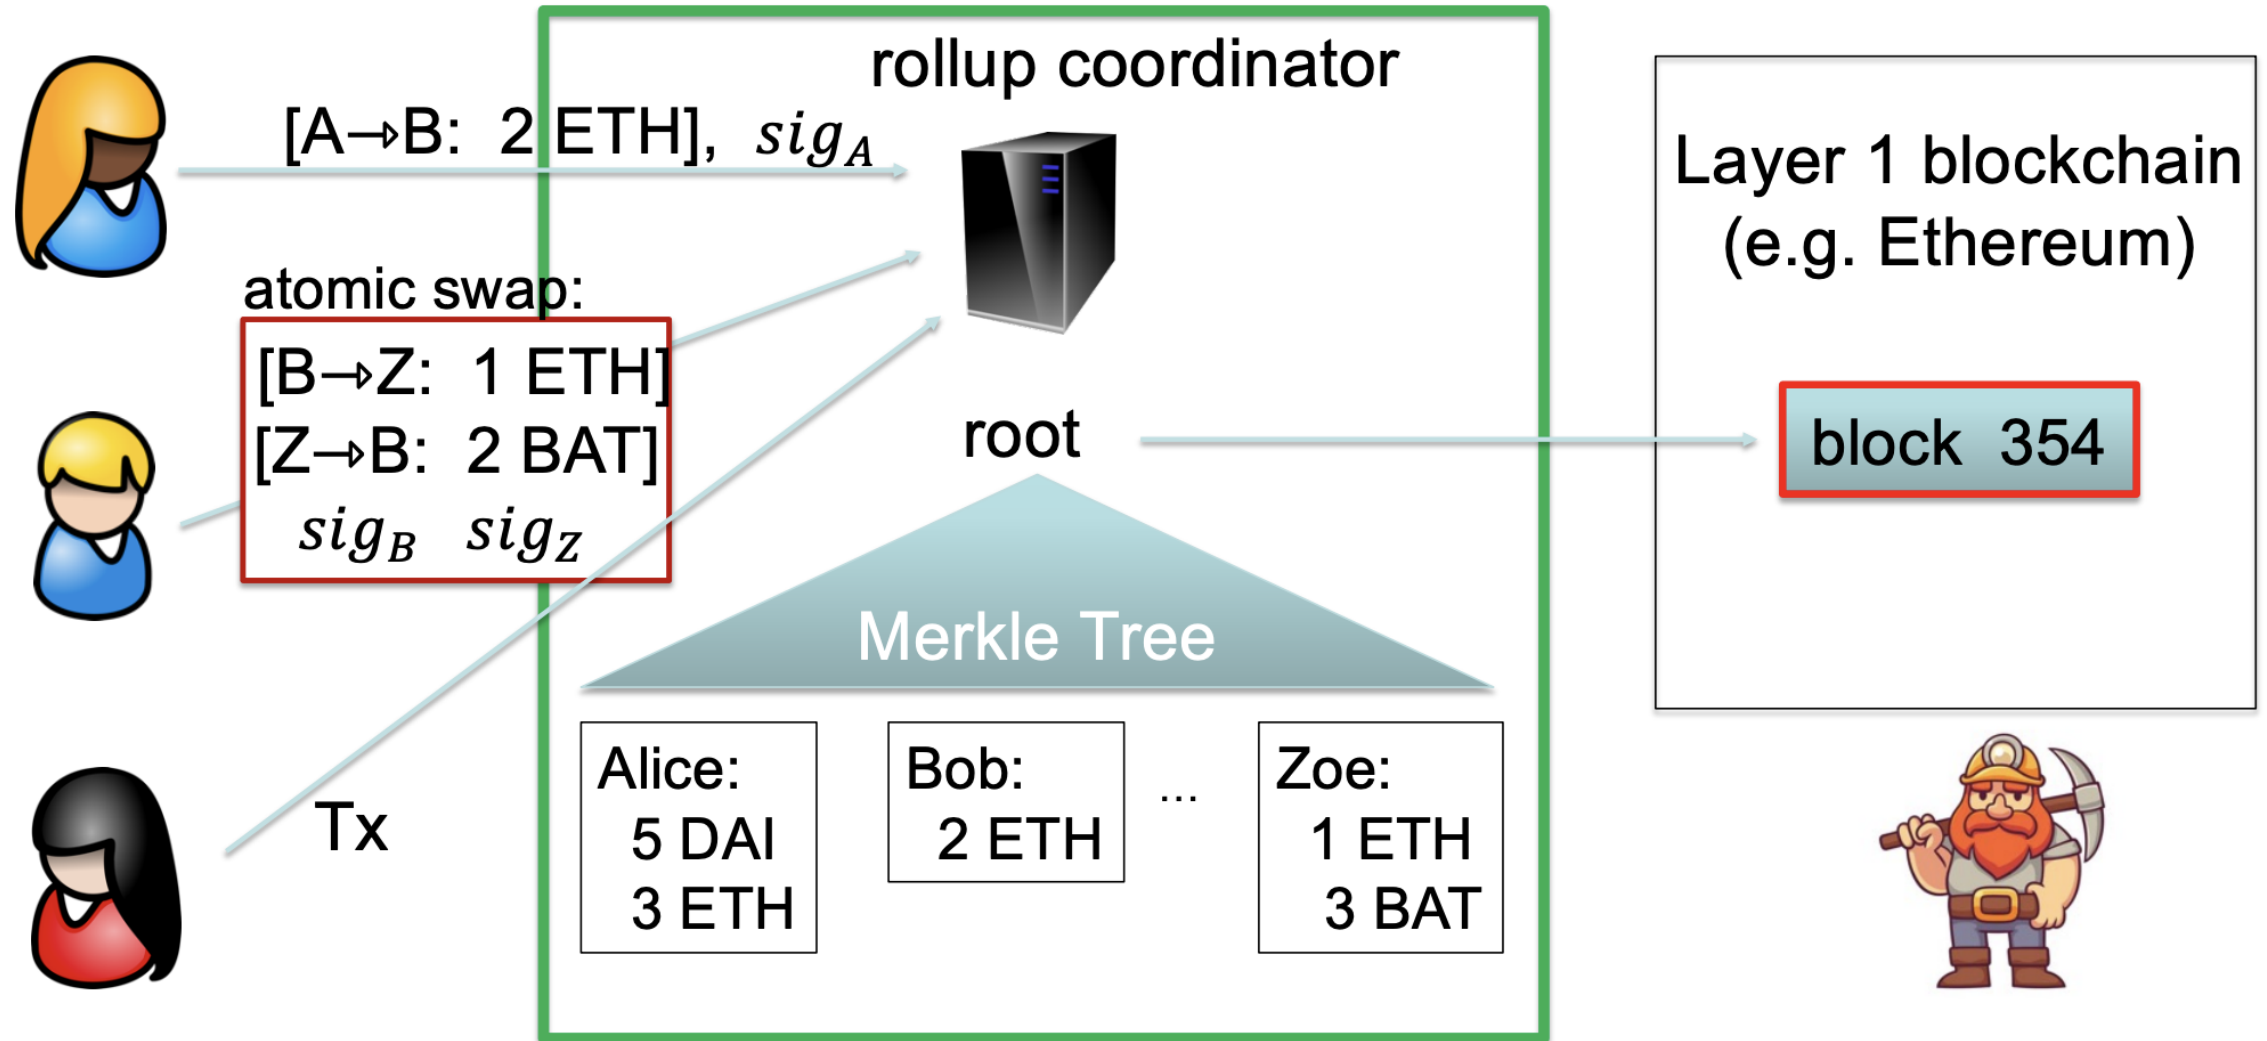 rollup coordinator
[A→B: 2 ETH], sig_A
atomic swap:
[B→Z: 1 ETH]
[Z→B: 2 BAT]
sig_B sig_Z
Tx
root
Merkle Tree
Alice:
5 DAI
3 ETH
Bob:
2 ETH
...
Zoe:
1 ETH
3 BAT
Layer 1 blockchain
(e.g. Ethereum)
block 354